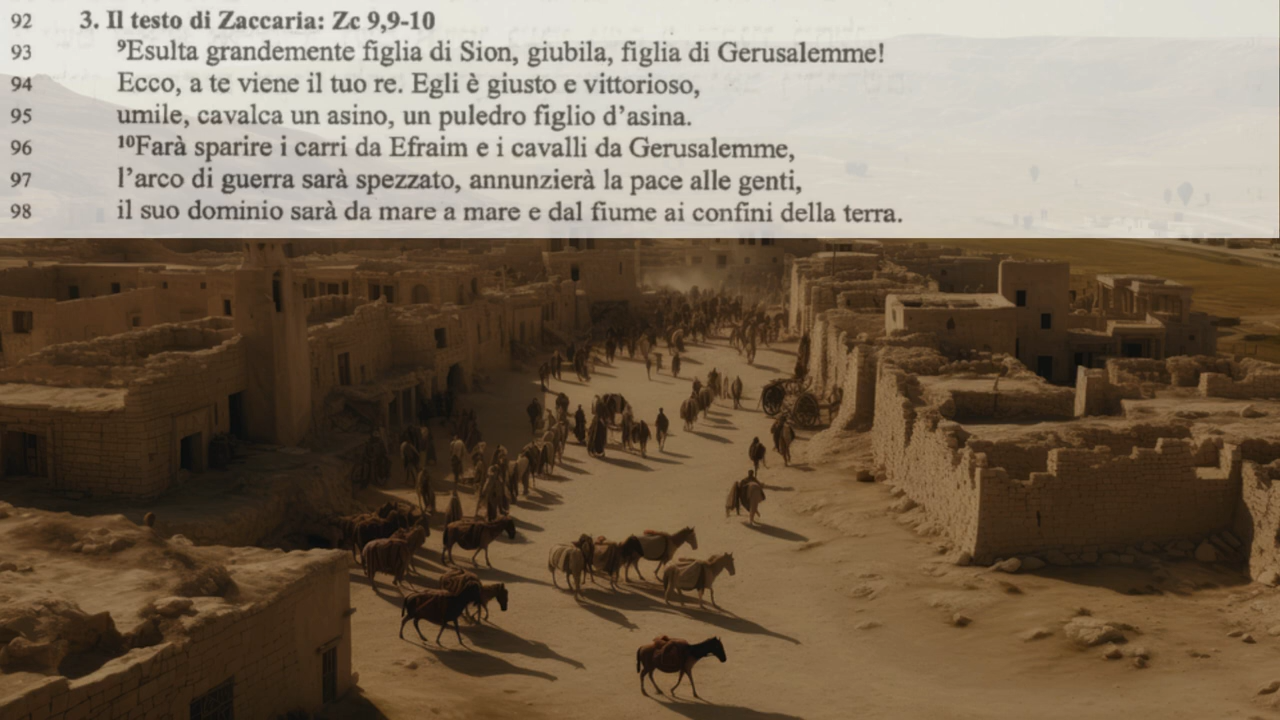 92 3. Il testo di Zaccaria: Zc 9,9-10
93 ⁹Esulta grandemente figlia di Sion, giubila, figlia di Gerusalemme!
94 Ecco, a te viene il tuo re. Egli è giusto e vittorioso,
95 umile, cavalca un asino, un puledro figlio d'asina.
96 ¹⁰Farà sparire i carri da Efraim e i cavalli da Gerusalemme,
97 l'arco di guerra sarà spezzato, annunzierà la pace alle genti,
98 il suo dominio sarà da mare a mare e dal fiume ai confini della terra.